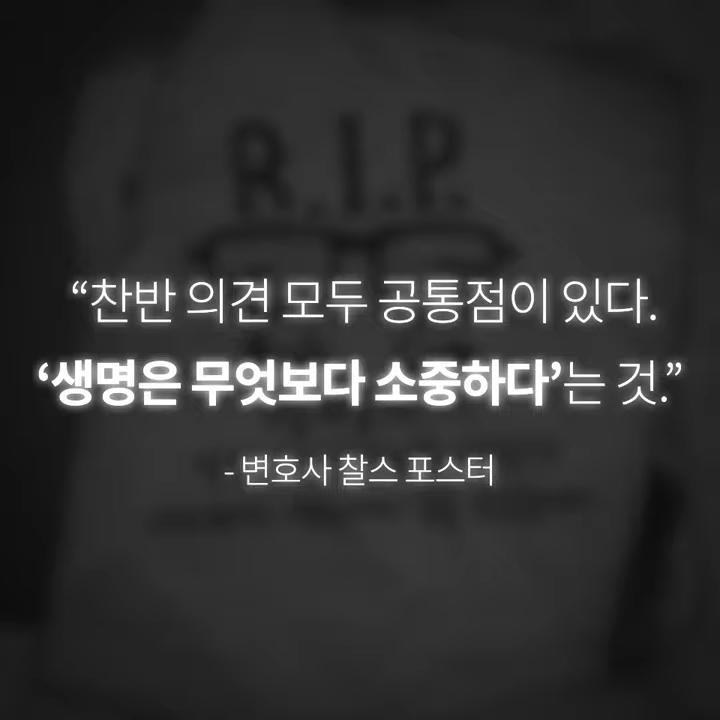 R.I.P.
“찬반 의견 모두 공통점이 있다.
‘생명은 무엇보다 소중하다’는 것.”
- 변호사 찰스 포스터